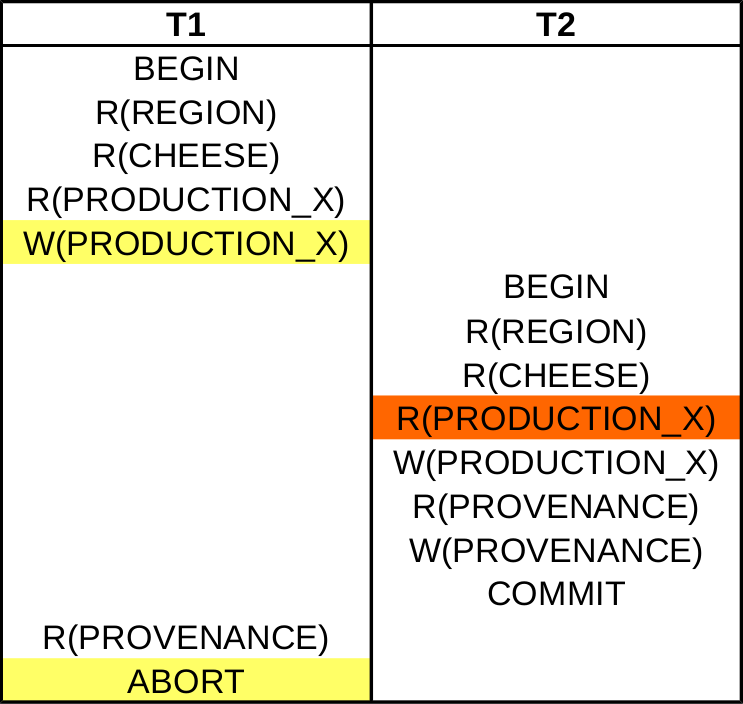 T1 T2
BEGIN
R(REGION)
R(CHEESE)
R(PRODUCTION_X)
W(PRODUCTION_X)
BEGIN
R(REGION)
R(CHEESE)
R(PRODUCTION_X)
W(PRODUCTION_X)
R(PROVENANCE)
W(PROVENANCE)
COMMIT
R(PROVENANCE)
ABORT